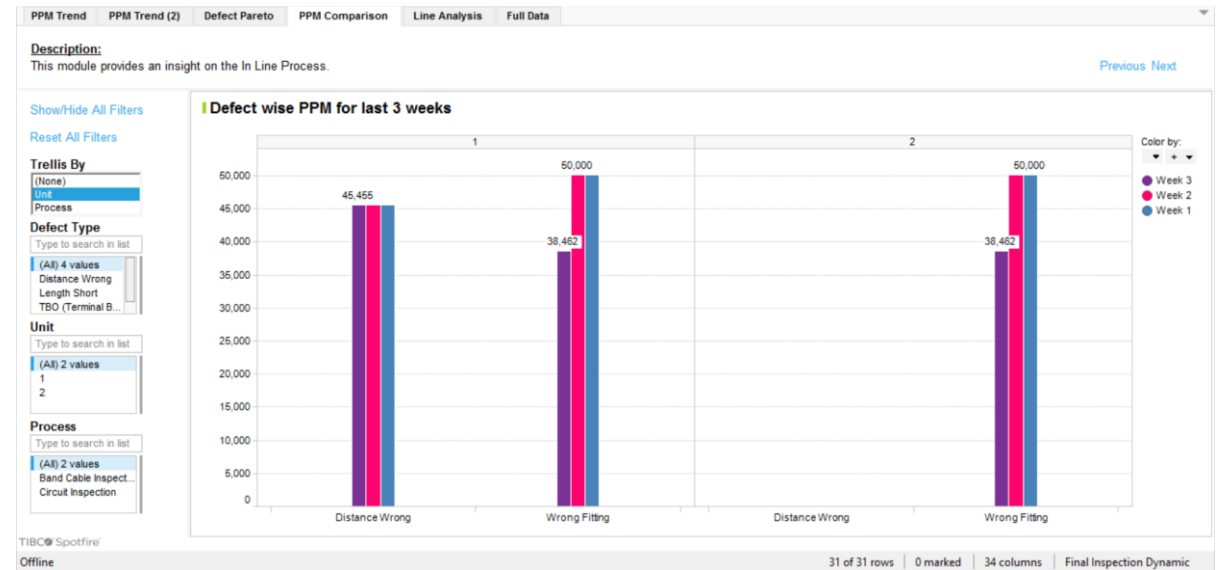 PPM Trend PPM Trend (2) Defect Pareto PPM Comparison Line Analysis Full Data
Description:
This module provides an insight on the In Line Process.
Previous Next
Show/Hide All Filters
Reset All Filters
Trellis By
(None)
Unit
Process
Defect Type
Type to search in list
(All) 4 values
Distance Wrong
Length Short
TBO (Terminal B...
Unit
Type to search in list
(All) 2 values
1
2
Process
Type to search in list
(All) 2 values
Band Cable Inspect...
Circuit Inspection
Defect wise PPM for last 3 weeks
1 2
50,000
45,000
40,000
35,000
30,000
25,000
20,000
15,000
10,000
5,000
0
45,455
38,462
50,000
38,462
50,000
Distance Wrong Wrong Fitting Distance Wrong Wrong Fitting
Color by:
Week 3
Week 2
Week 1
TIBCO Spotfire
Offline
31 of 31 rows 0 marked 34 columns Final Inspection Dynamic